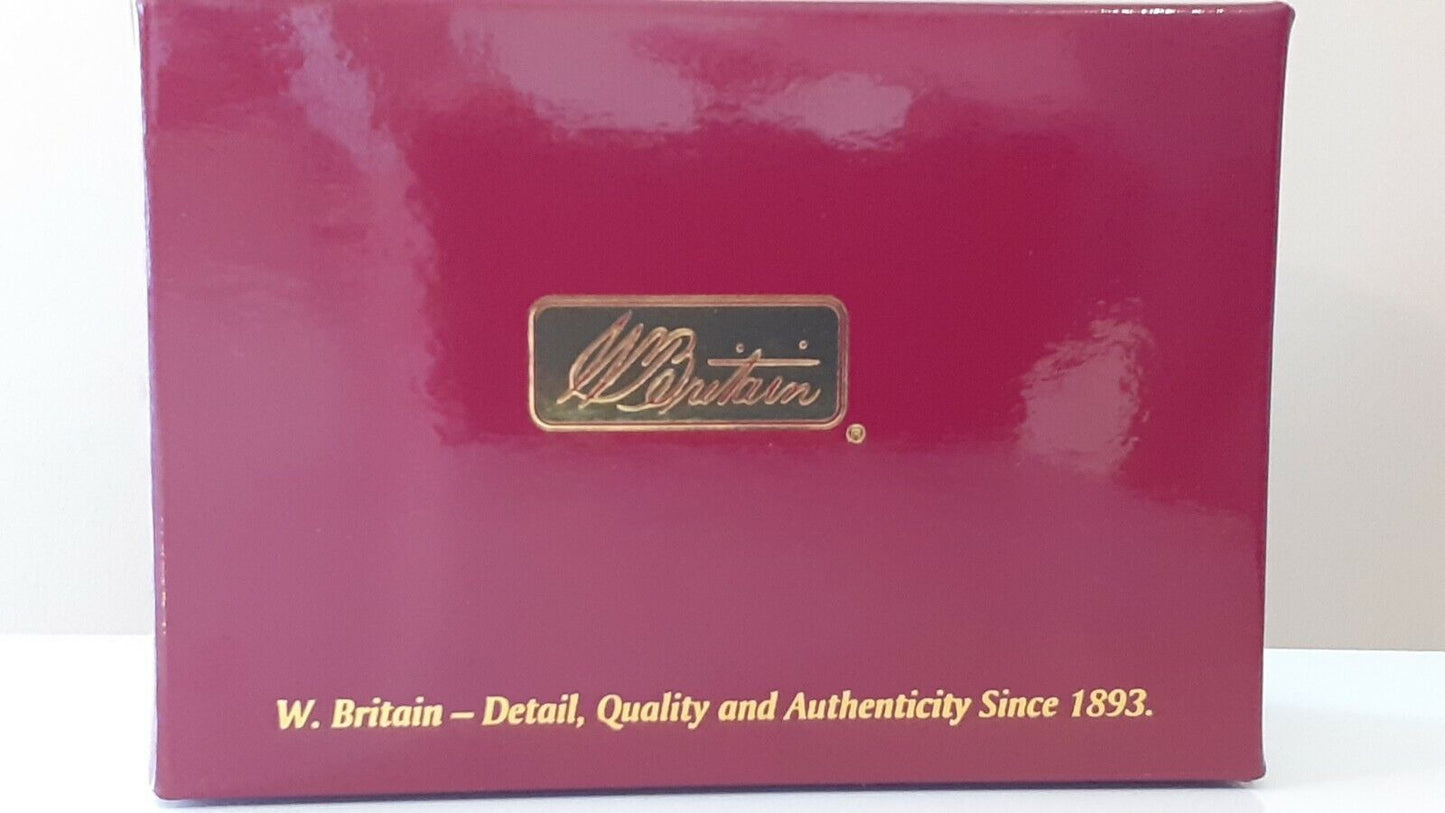 W Britain
®
W. Britain – Detail, Quality and Authenticity Since 1893.